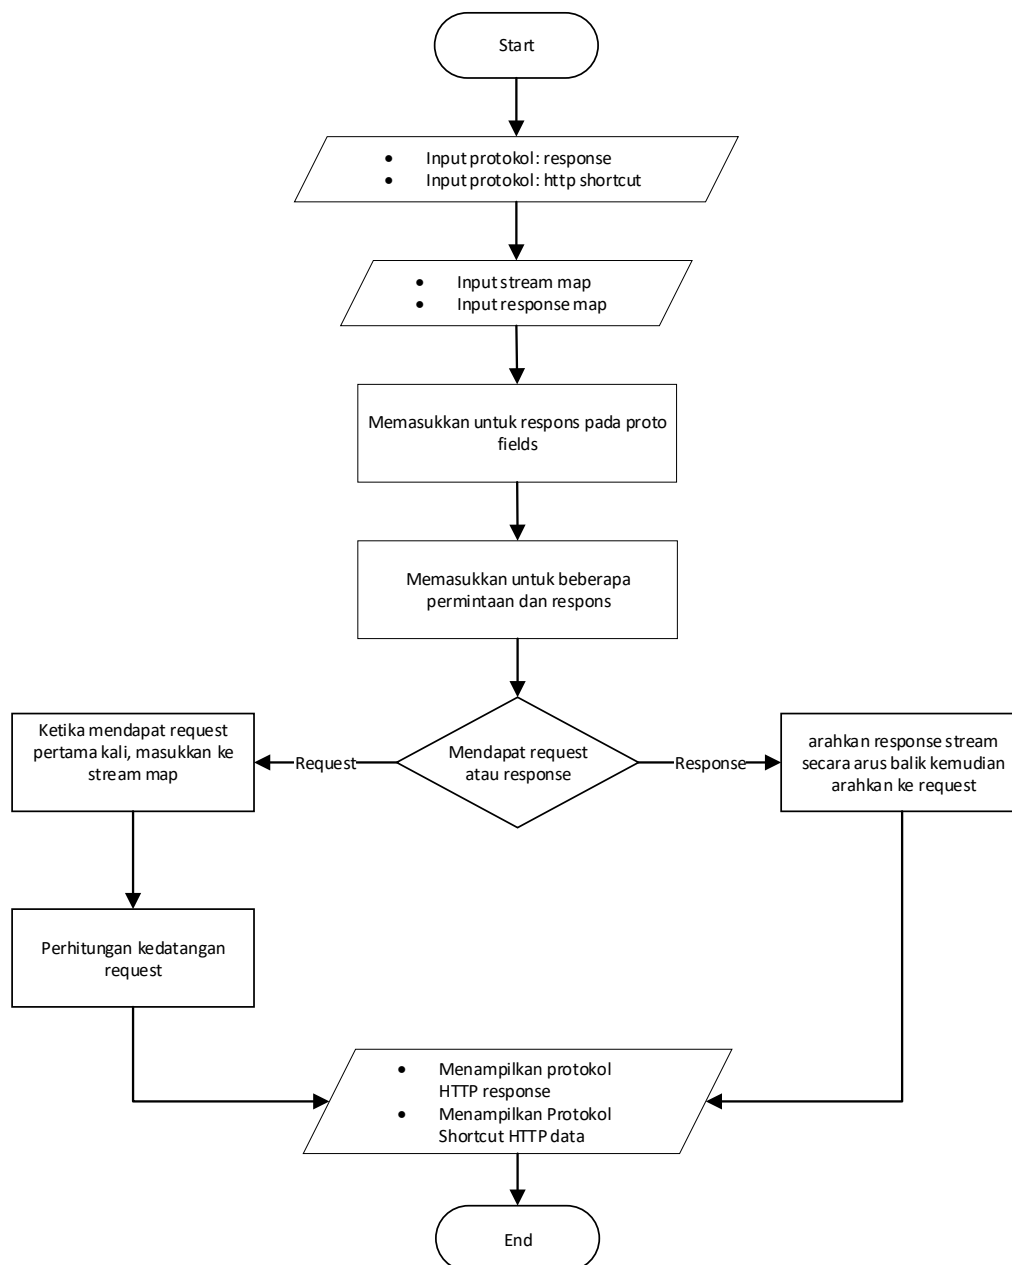 Start
• Input protokol: response
• Input protokol: http shortcut
• Input stream map
• Input response map
Memasukkan untuk respons pada proto
fields
Memasukkan untuk beberapa
permintaan dan respons
Ketika mendapat request
pertama kali, masukkan ke
stream map
Request
Mendapat request
atau response
Response
arahkan response stream
secara arus balik kemudian
arahkan ke request
Perhitungan kedatangan
request
• Menampilkan protokol
HTTP response
• Menampilkan Protokol
Shortcut HTTP data
End